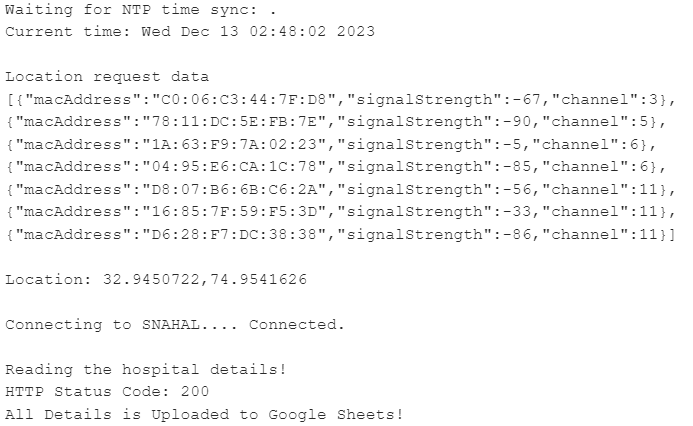 Waiting for NTP time sync: .
Current time: Wed Dec 13 02:48:02 2023
Location request data
[{"macAddress":"C0:06:C3:44:7F:D8","signalStrength":-67,"channel":3},
{"macAddress":"78:11:DC:5E:FB:7E","signalStrength":-90,"channel":5},
{"macAddress":"1A:63:F9:7A:02:23","signalStrength":-5,"channel":6},
{"macAddress":"04:95:E6:CA:1C:78","signalStrength":-85,"channel":6},
{"macAddress":"D8:07:B6:6B:C6:2A","signalStrength":-56,"channel":11},
{"macAddress":"16:85:7F:59:F5:3D","signalStrength":-33,"channel":11},
{"macAddress":"D6:28:F7:DC:38:38","signalStrength":-86,"channel":11}]
Location: 32.9450722,74.9541626
Connecting to SNAHAL.... Connected.
Reading the hospital details!
HTTP Status Code: 200
All Details is Uploaded to Google Sheets!